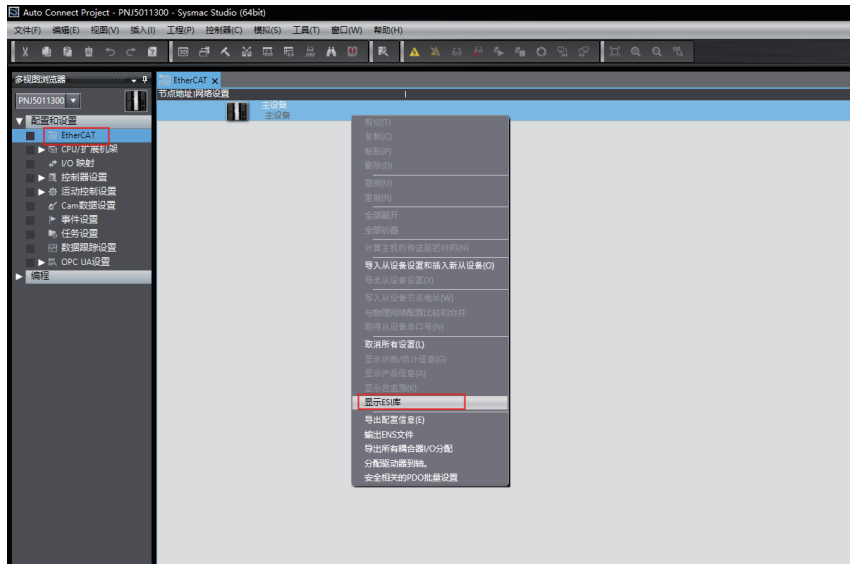 Auto Connect Project - PNJ5011300 - Sysmac Studio (64bit)
文件(F) 编辑(E) 视图(V) 插入(I) 工程(P) 控制器(C) 模拟(S) 工具(T) 窗口(W) 帮助(H)
多视图浏览器
PNJ5011300
配置和设置
EtherCAT
CPU/扩展机架
I/O 映射
控制器设置
运动控制设置
Cam数据设置
事件设置
任务设置
数据跟踪设置
OPC UA设置
编程
EtherCAT
节点地址|网络设置
主设备
主设备
剪切(T)
复制(C)
粘贴(P)
删除(D)
撤销(U)
重做(R)
全部展开
全部折叠
计算主机的传送延迟时间(N)
导入从设备设置和插入新从设备(O)
导出从设备设置(X)
写入从设备节点地址(W)
与物理网络配置比较和合并
取得从设备串口号(N)
取消所有设置(L)
显示诊断/统计信息(G)
显示产品信息(A)
显示包监测(K)
显示ESI库
导出配置信息(E)
输出ENS文件
导出所有耦合器I/O分配
分配驱动器到轴。
安全相关的PDO批量设置